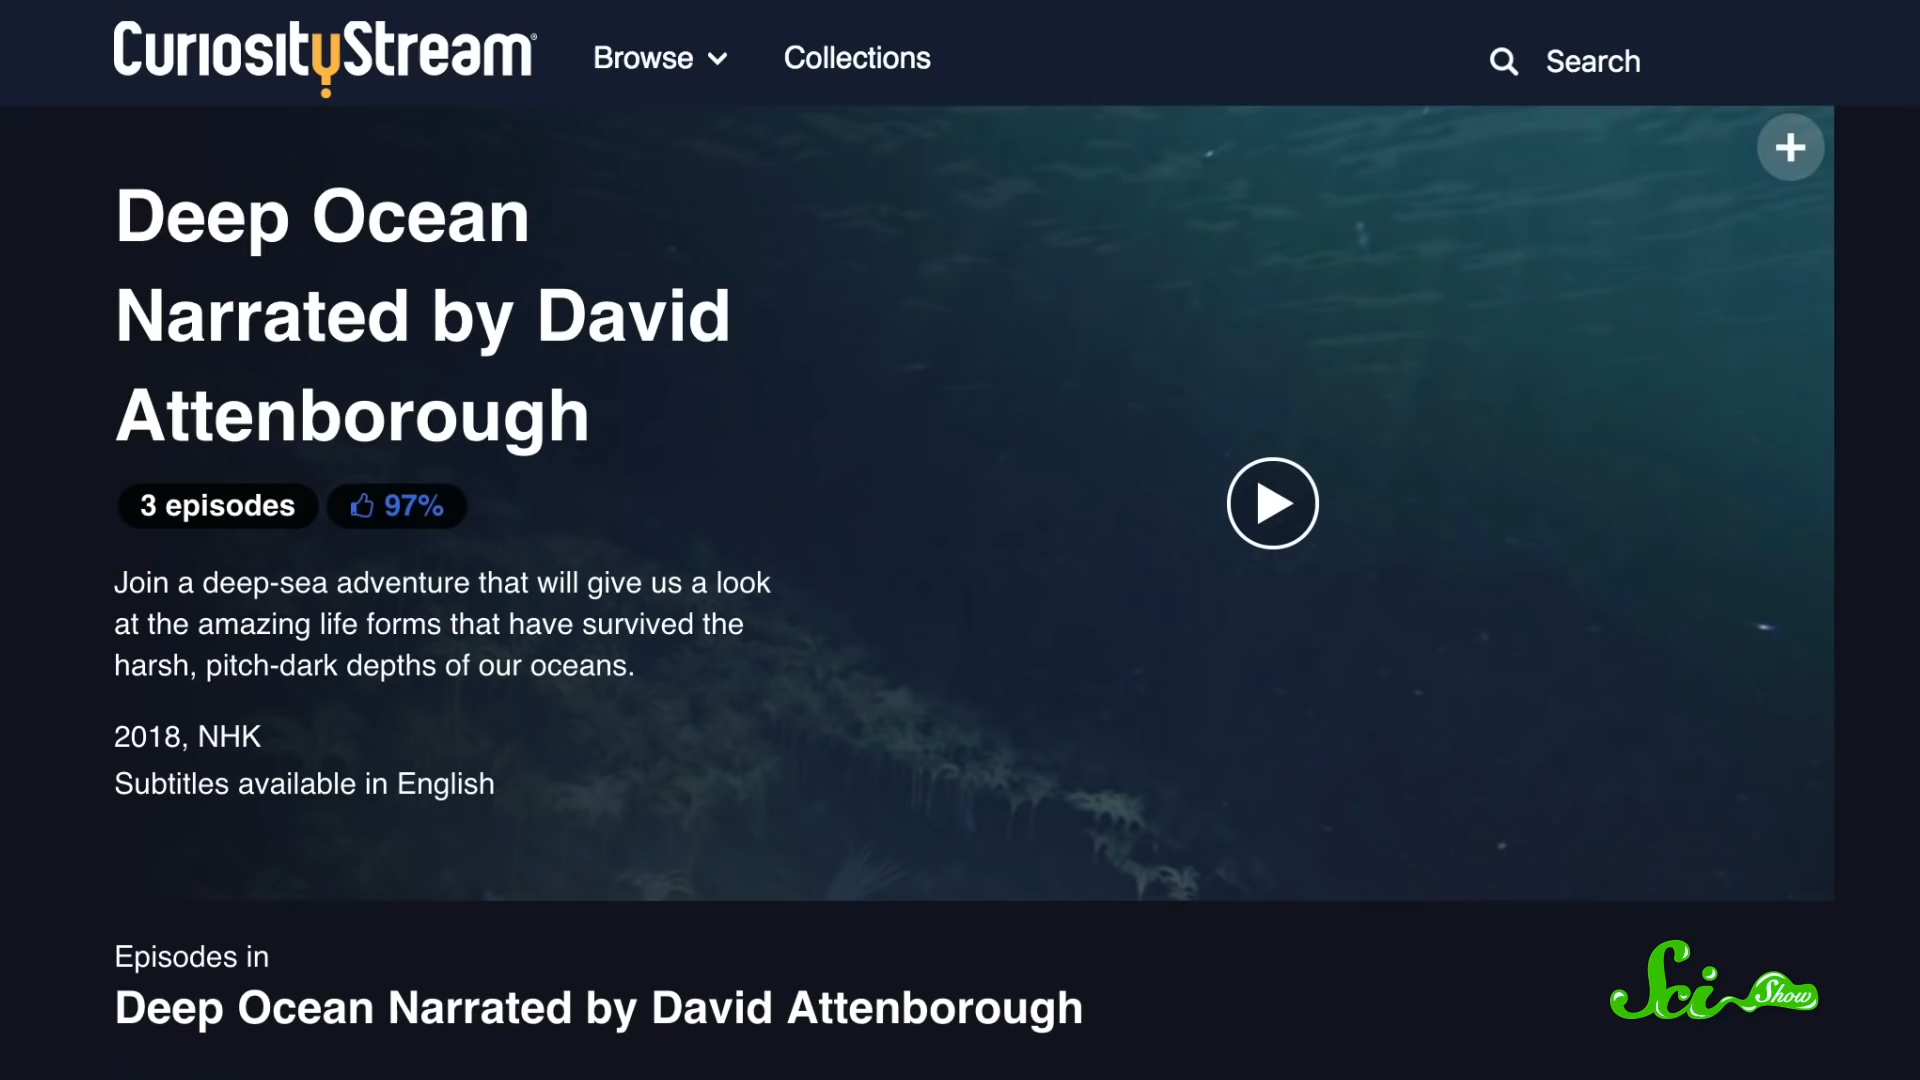 CuriosityStream
Browse
Collections
Search
Deep Ocean
Narrated by David
Attenborough
3 episodes
97%
Join a deep-sea adventure that will give us a look
at the amazing life forms that have survived the
harsh, pitch-dark depths of our oceans.
2018, NHK
Subtitles available in English
Episodes in
Deep Ocean Narrated by David Attenborough
Sci Show